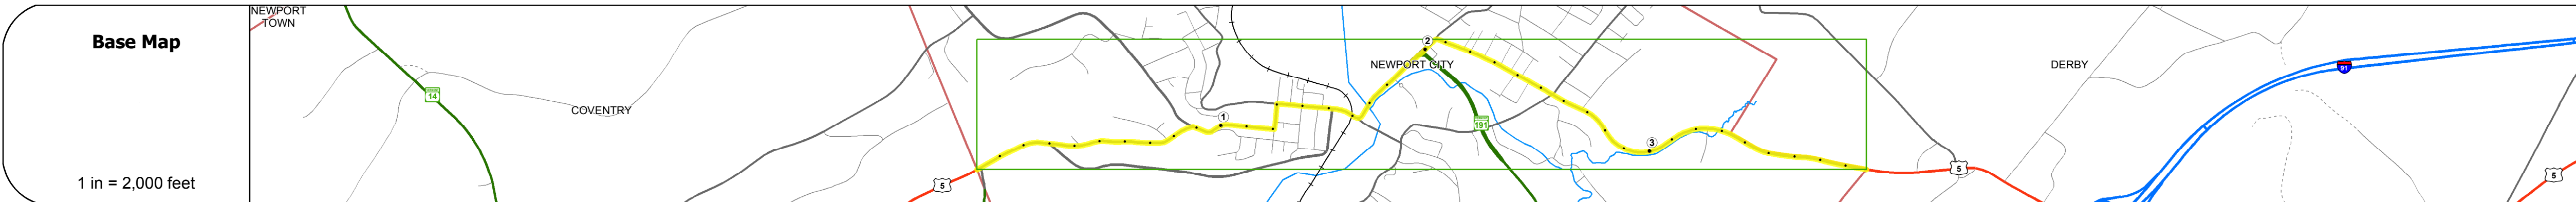 Base Map
1 in = 2,000 feet
NEWPORT
TOWN
14
COVENTRY
5
1
2
NEWPORT CITY
191
3
5
DERBY
91
5